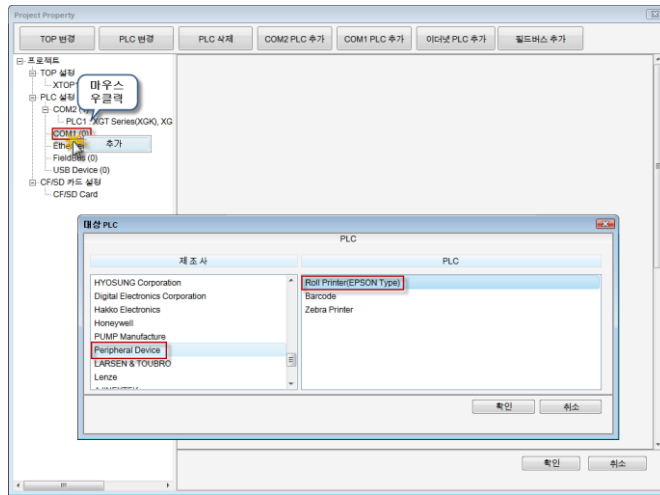 Project Property
TOP 변경
PLC 변경
PLC 삭제
COM2 PLC 추가
COM1 PLC 추가
이더넷 PLC 추가
필드버스 추가
프로젝트
TOP 설정
XTOP
마우스
우클릭
PLC 설정
COM2
PLC1 : XGT Series(XGK), XG
COM1 (0)
추가
FieldBus (0)
USB Device (0)
CF/SD 카드 설정
CF/SD Card
대상 PLC
PLC
제 조 사
PLC
HYOSUNG Corporation
Digital Electronics Corporation
Hakko Electronics
Honeywell
PUMP Manufacture
Peripheral Device
LARSEN & TOUBRO
Lenze
Roll Printer(EPSON Type)
Barcode
Zebra Printer
확인
취소
확인
취소